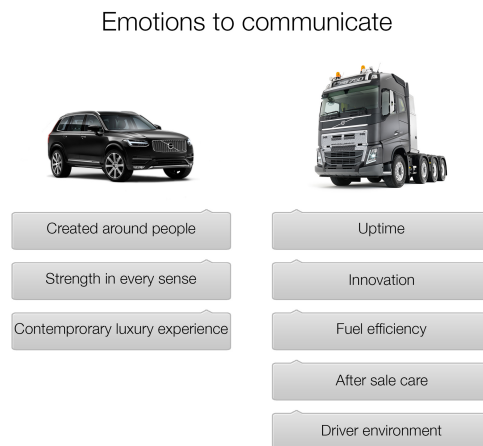 Emotions to communicate
Created around people
Strength in every sense
Contemprorary luxury experience
Uptime
Innovation
Fuel efficiency
After sale care
Driver environment